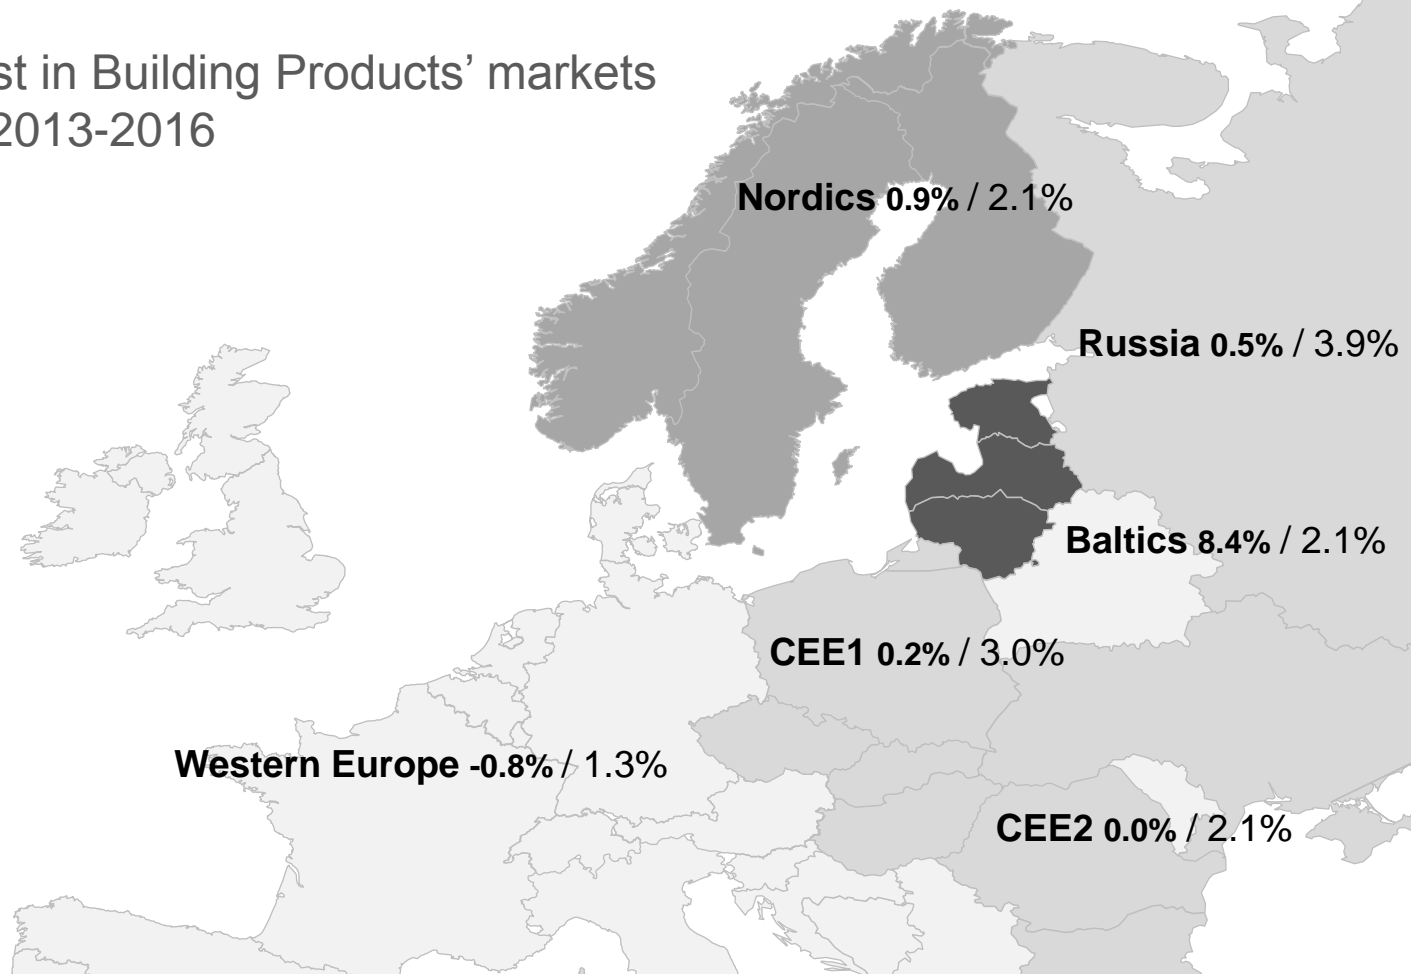 st in Building Products’ markets
2013-2016
Nordics 0.9% / 2.1%
Russia 0.5% / 3.9%
Baltics 8.4% / 2.1%
CEE1 0.2% / 3.0%
Western Europe -0.8% / 1.3%
CEE2 0.0% / 2.1%